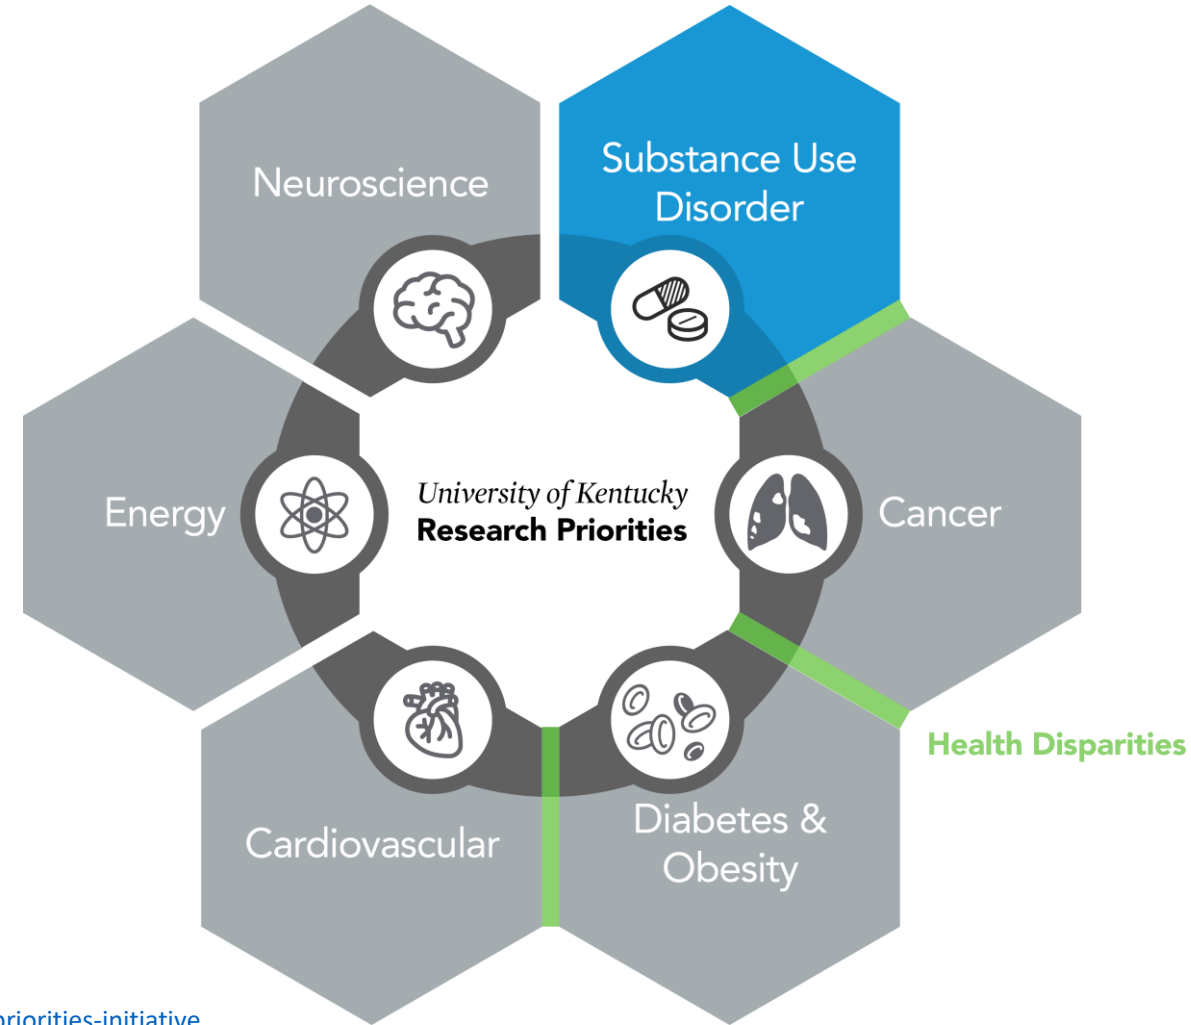 Neuroscience
Substance Use
Disorder
Energy
University of Kentucky
Research Priorities
Cancer
Health Disparities
Cardiovascular
Diabetes &
Obesity
priorities-initiative